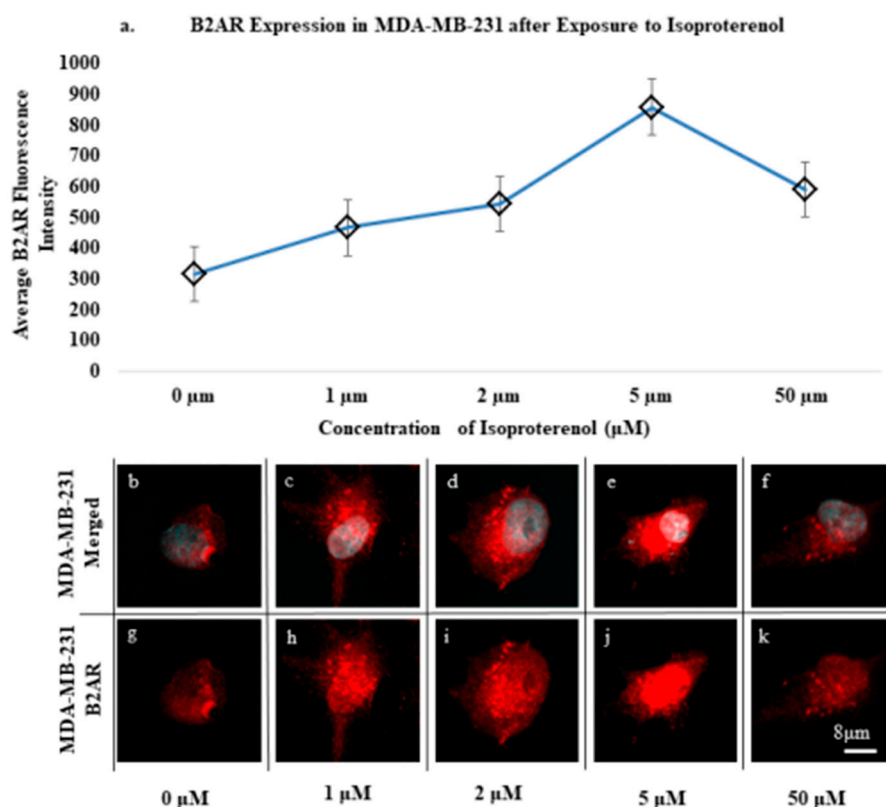 a. B2AR Expression in MDA-MB-231 after Exposure to Isoproterenol
Average B2AR Fluorescence
Intensity
1000
900
800
700
600
500
400
300
200
100
0
0 µm 1 µm 2 µm 5 µm 50 µm
Concentration of Isoproterenol (µM)
MDA-MB-231
Merged
b c d e f
MDA-MB-231
B2AR
g h i j k
8µm
0 µM 1 µM 2 µM 5 µM 50 µM